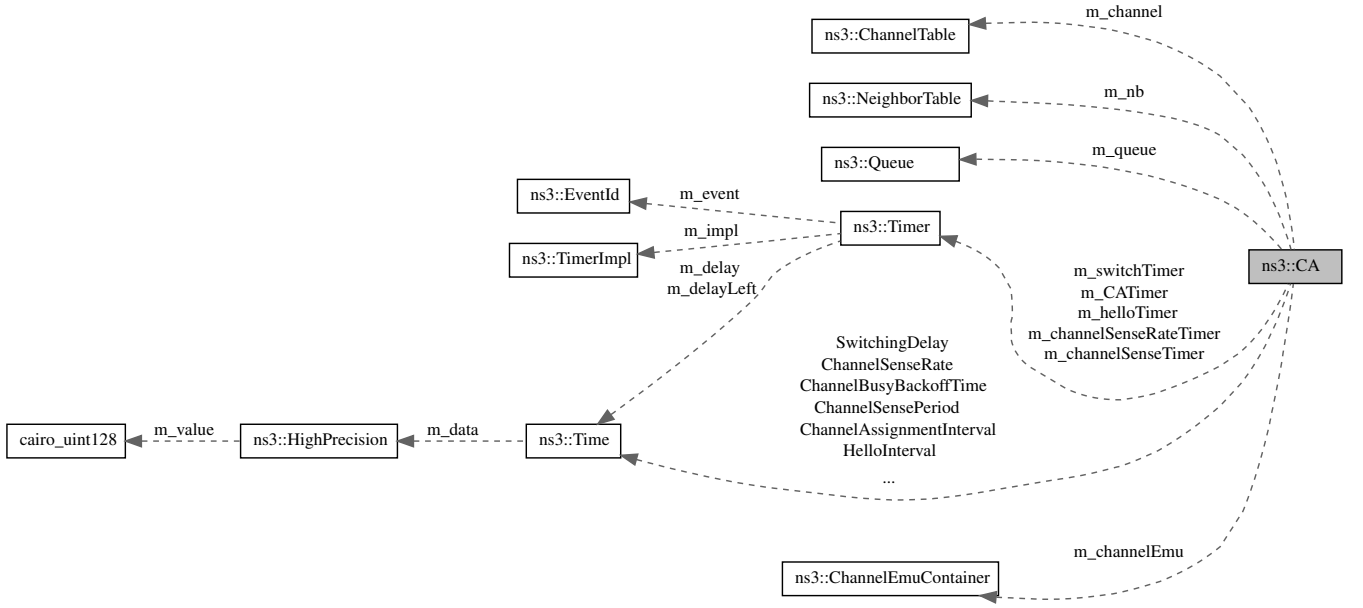 m_channel
ns3::ChannelTable
m_nb
ns3::NeighborTable
m_queue
ns3::Queue
m_event
ns3::EventId
ns3::Timer
m_impl
ns3::TimerImpl
ns3::CA
m_delay
m_delayLeft
m_switchTimer
m_CATimer
m_helloTimer
m_channelSenseRateTimer
m_channelSenseTimer
SwitchingDelay
ChannelSenseRate
ChannelBusyBackoffTime
ChannelSensePeriod
ChannelAssignmentInterval
HelloInterval
...
cairo_uint128
m_value
ns3::HighPrecision
m_data
ns3::Time
m_channelEmu
ns3::ChannelEmuContainer